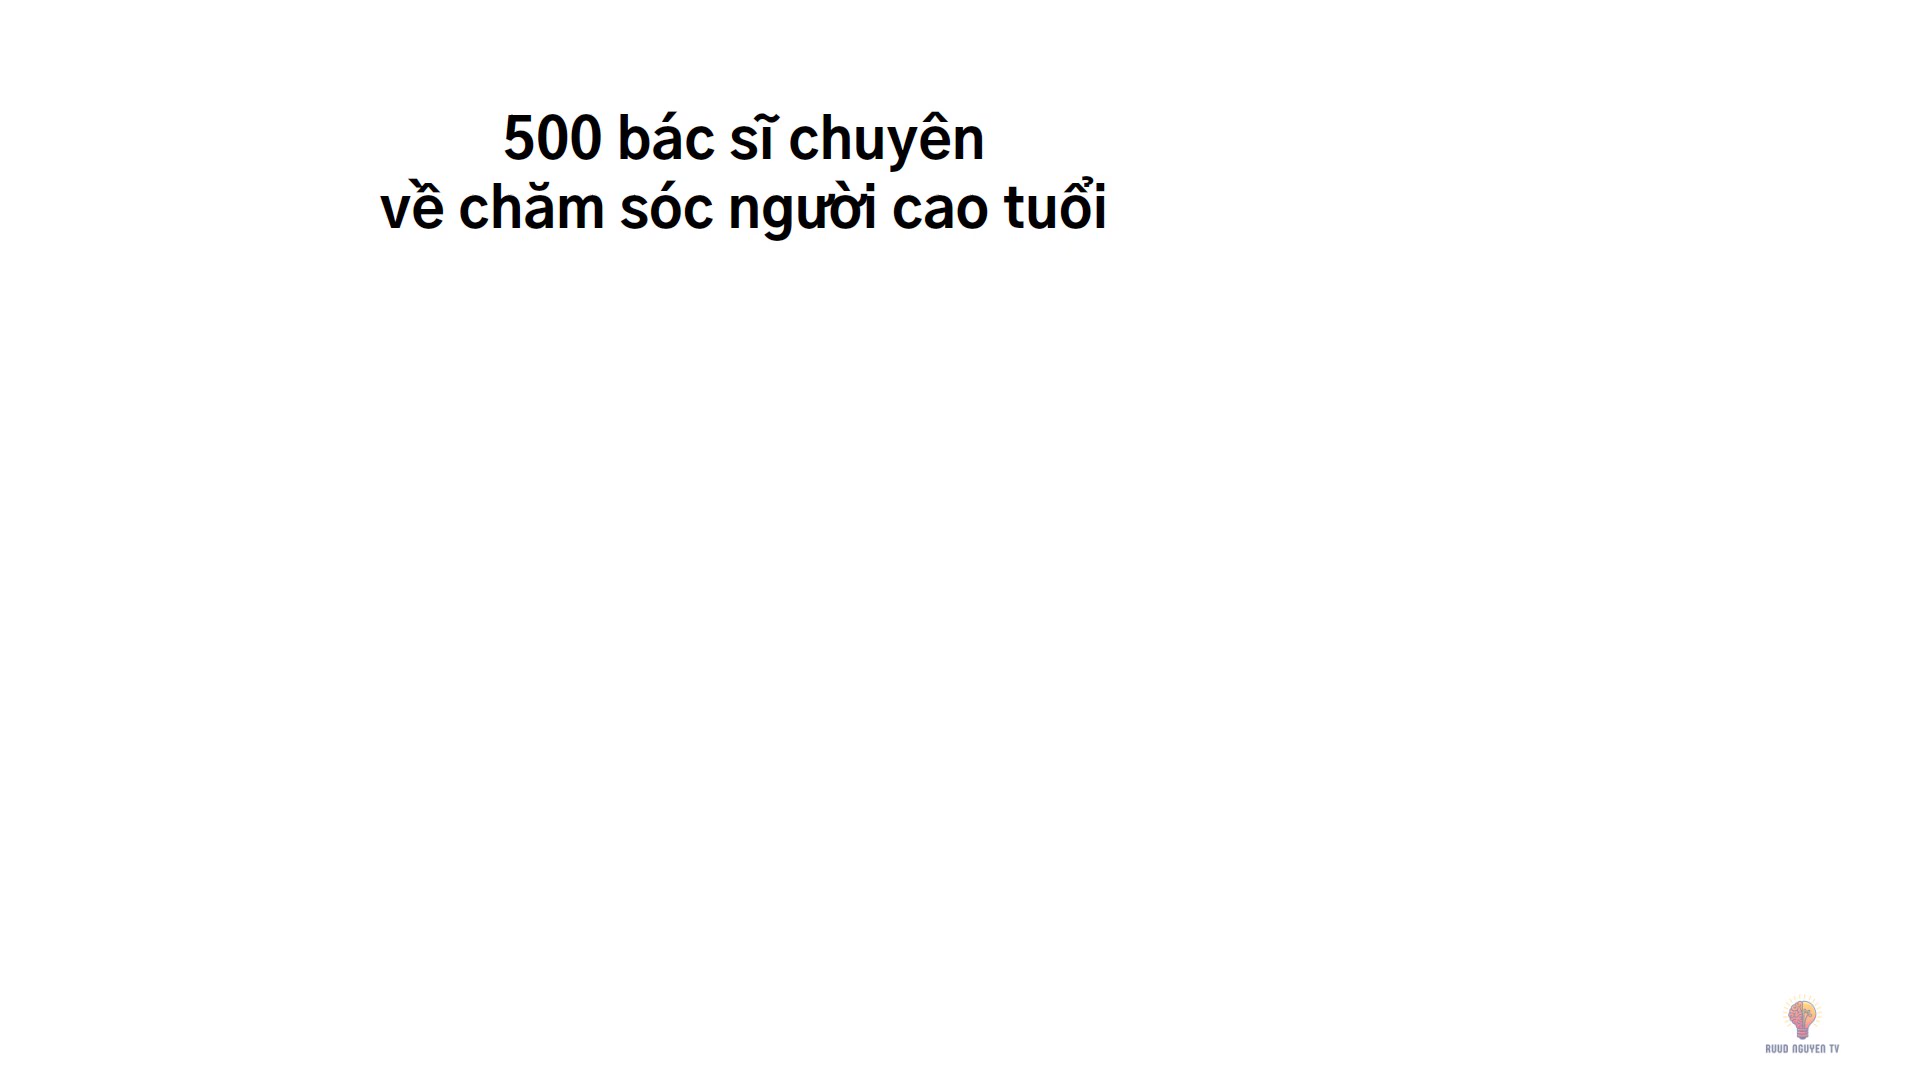 500 bác sĩ chuyên
về chăm sóc người cao tuổi
RUUD NGUYEN TV